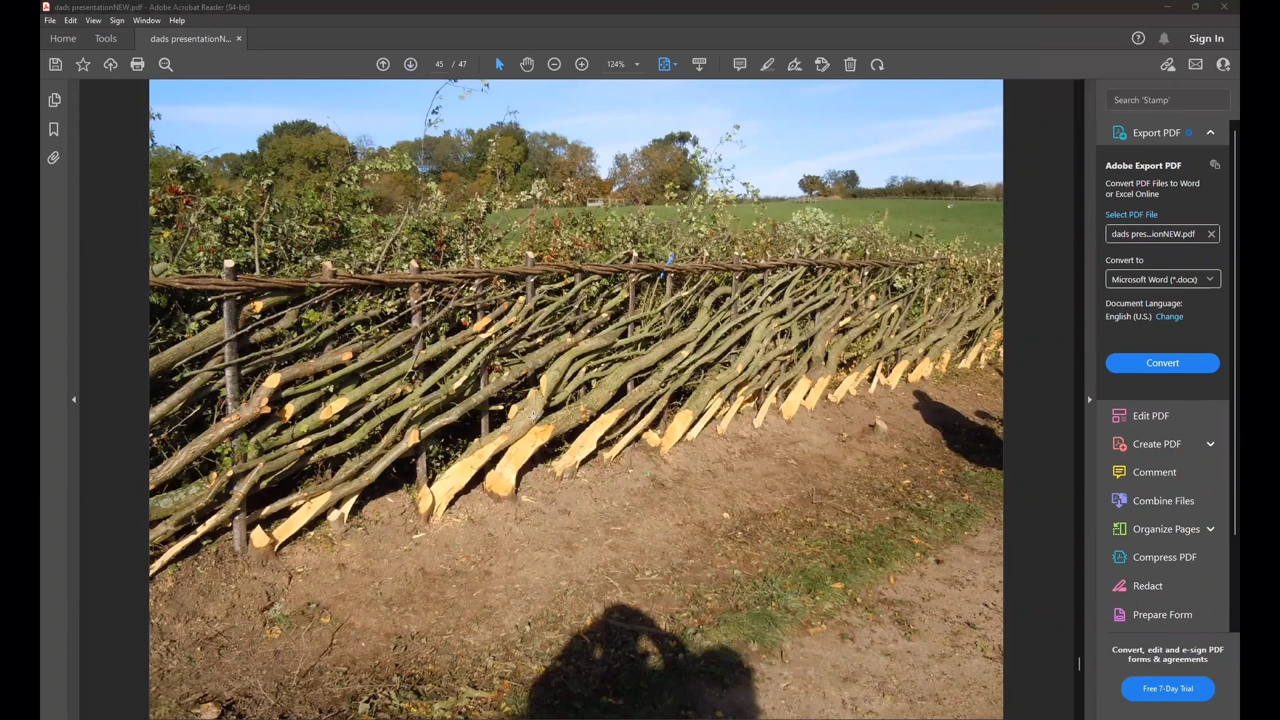 dads presentationNEW.pdf - Adobe Acrobat Reader (64-bit)
File Edit View Sign Window Help
Home Tools dads presentationN... × Sign In
45 / 47 124%
Search 'Stamp'
Export PDF
Adobe Export PDF
Convert PDF Files to Word
or Excel Online
Select PDF File
dads pres...ionNEW.pdf
Convert to
Microsoft Word (*.docx)
Document Language:
English (U.S.) Change
Convert
Edit PDF
Create PDF
Comment
Combine Files
Organize Pages
Compress PDF
Redact
Prepare Form
Convert, edit and e-sign PDF
forms & agreements
Free 7-Day Trial